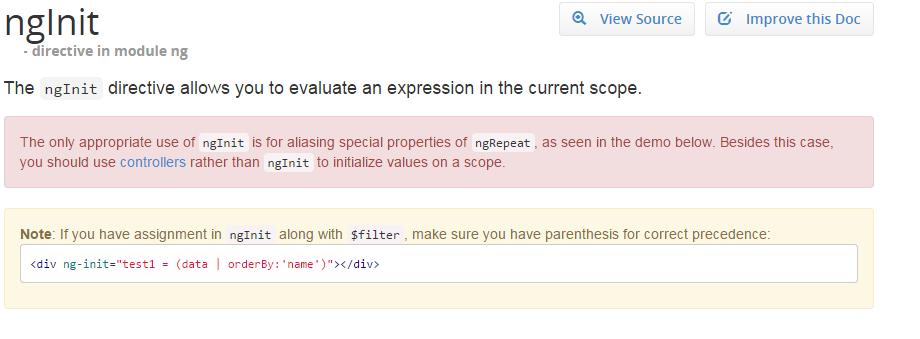 ngInit
View Source
Improve this Doc
- directive in module ng
The ngInit directive allows you to evaluate an expression in the current scope.
The only appropriate use of ngInit is for aliasing special properties of ngRepeat, as seen in the demo below. Besides this case,
you should use controllers rather than ngInit to initialize values on a scope.
Note: If you have assignment in ngInit along with $filter, make sure you have parenthesis for correct precedence:
<div ng-init="test1 = (data | orderBy:'name')"></div>